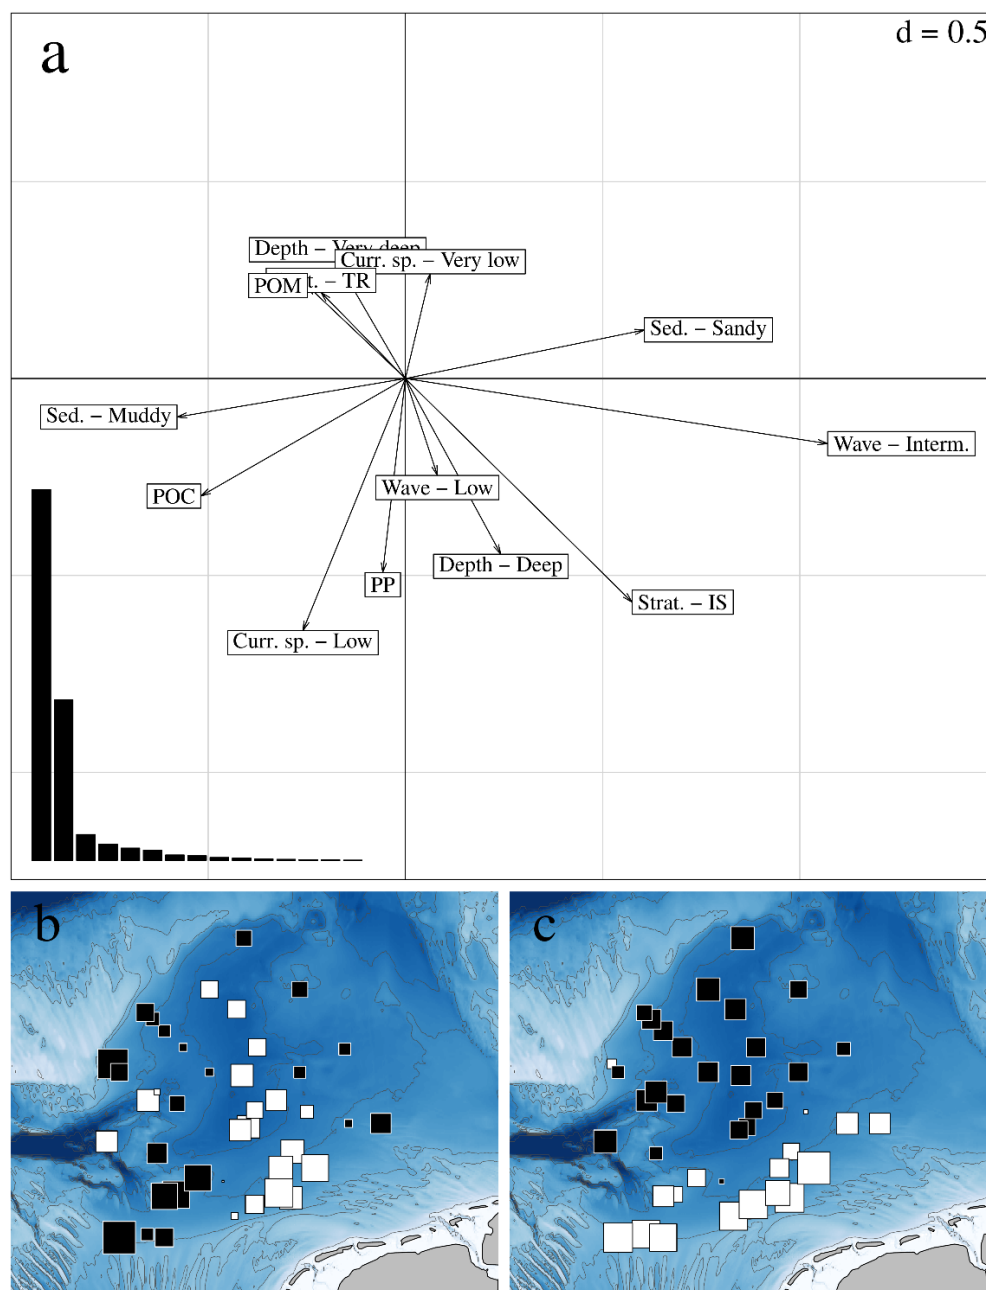 a
d = 0.5
Depth – Very deep
Curr. sp. – Very low
t. – TR
POM
Sed. – Sandy
Sed. – Muddy
Wave – Interm.
POC
Wave – Low
Depth – Deep
PP
Strat. – IS
Curr. sp. – Low
b
c